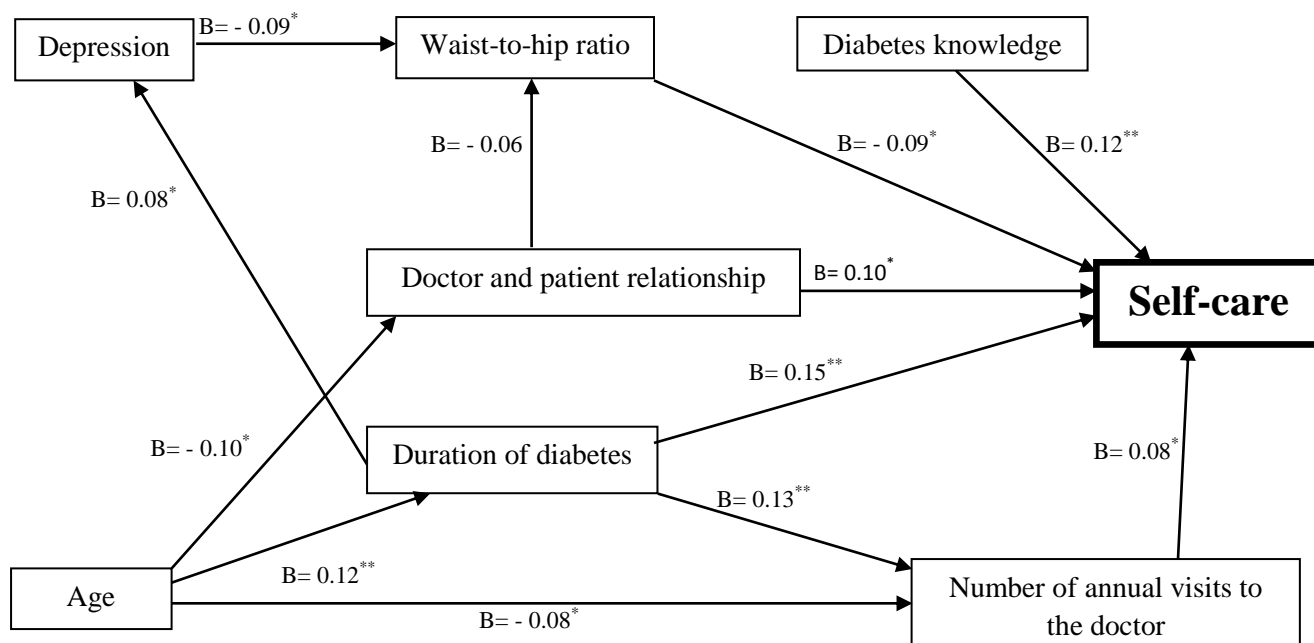 B= - 0.09*
Depression
Waist-to-hip ratio
Diabetes knowledge
B= - 0.06
B= - 0.09*
B= 0.12**
B= 0.08*
Doctor and patient relationship
B= 0.10*
Self-care
B= 0.15**
B= - 0.10*
Duration of diabetes
B= 0.08*
B= 0.13**
B= 0.12**
Age
Number of annual visits to
the doctor
B= - 0.08*